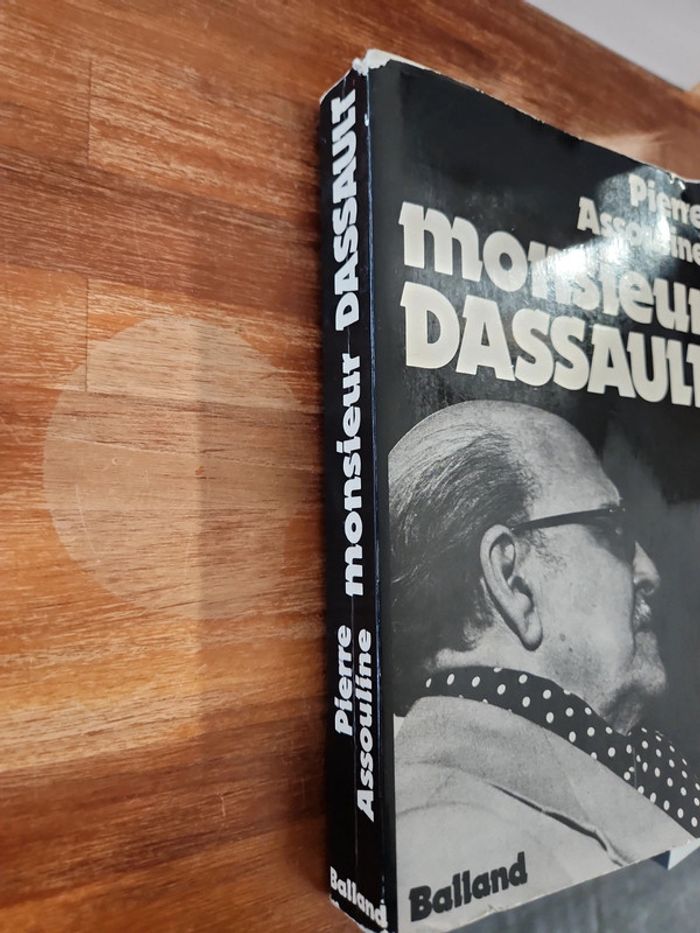 Pierre
Assouline
monsieur
DASSAULT
Balland
Pierre
Assouline
monsieur DASSAULT
Balland